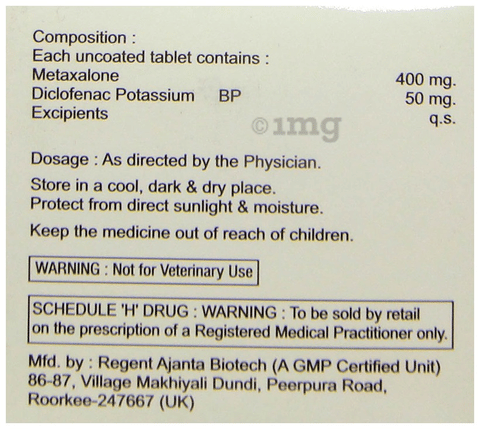 Composition :
Each uncoated tablet contains :
Metaxalone 400 mg.
Diclofenac Potassium BP 50 mg.
Excipients q.s.
©1mg
Dosage : As directed by the Physician.
Store in a cool, dark & dry place.
Protect from direct sunlight & moisture.
Keep the medicine out of reach of children.
WARNING : Not for Veterinary Use
SCHEDULE 'H' DRUG : WARNING : To be sold by retail
on the prescription of a Registered Medical Practitioner only.
Mfd. by : Regent Ajanta Biotech (A GMP Certified Unit)
86-87, Village Makhiyali Dundi, Peerpura Road,
Roorkee-247667 (UK)